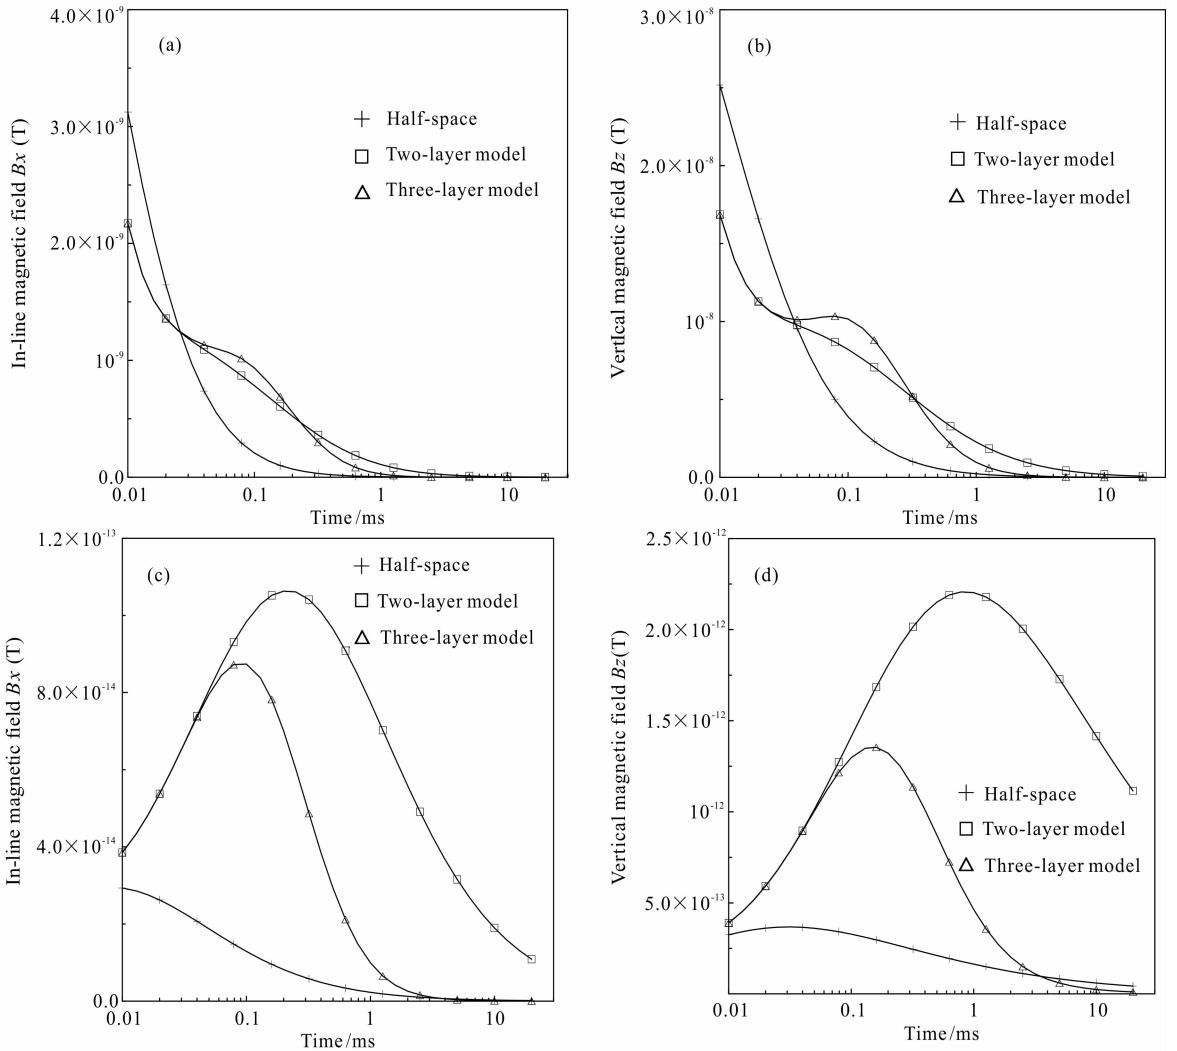 4.0×10⁻⁹
(a)
Half-space
3.0×10⁻⁹
Two-layer model
Three-layer model
2.0×10⁻⁹
10⁻⁹
0.0
0.01
0.1
1
10
Time /ms
In-line magnetic field Bx (T)
3.0×10⁻⁸
(b)
Half-space
Two-layer model
2.0×10⁻⁸
Three-layer model
10⁻⁸
0.0
0.01
0.1
1
10
Time /ms
Vertical magnetic field Bz (T)
1.2×10⁻¹³
(c)
Half-space
Two-layer model
Three-layer model
8.0×10⁻¹⁴
4.0×10⁻¹⁴
0.0
0.01
0.1
1
10
Time /ms
In-line magnetic field Bx (T)
2.5×10⁻¹²
(d)
2.0×10⁻¹²
1.5×10⁻¹²
Half-space
10⁻¹²
Two-layer model
Three-layer model
5.0×10⁻¹³
0.01
0.1
1
10
Time /ms
Vertical magnetic field Bz(T)